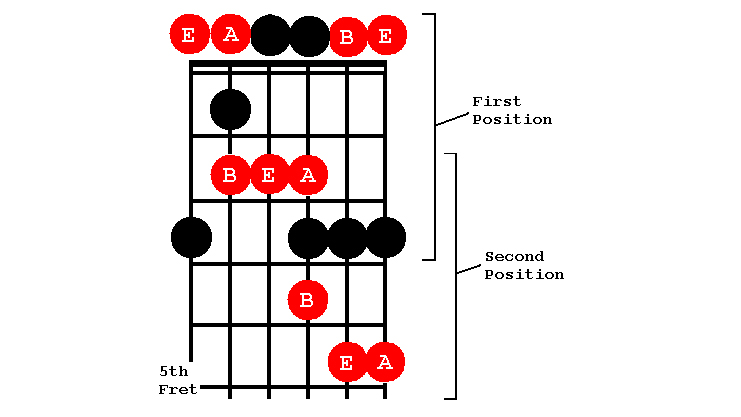 E A B E
First
Position
B E A
Second
Position
B
E A
5th
Fret